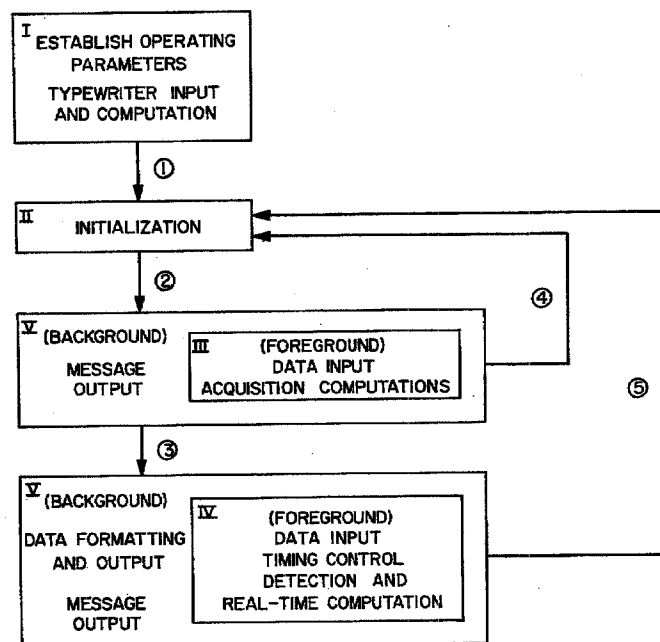 I
ESTABLISH OPERATING
PARAMETERS
TYPEWRITER INPUT
AND COMPUTATION
①
II
INITIALIZATION
②
④
V
(BACKGROUND)
MESSAGE
OUTPUT
III
(FOREGROUND)
DATA INPUT
ACQUISITION COMPUTATIONS
⑤
③
V
(BACKGROUND)
DATA FORMATTING
AND OUTPUT
MESSAGE
OUTPUT
IV
(FOREGROUND)
DATA INPUT
TIMING CONTROL
DETECTION AND
REAL-TIME COMPUTATION